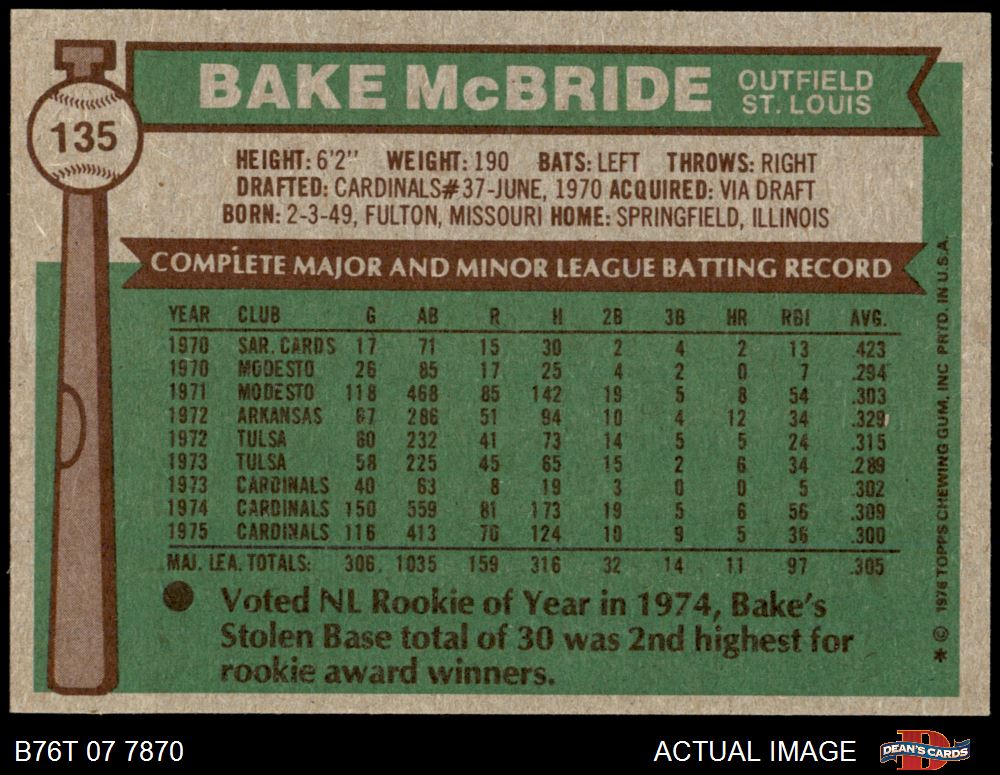 BAKE McBRIDE
OUTFIELD
ST. LOUIS
135
HEIGHT: 6'2'' WEIGHT: 190 BATS: LEFT THROWS: RIGHT
DRAFTED: CARDINALS#37-JUNE, 1970 ACQUIRED: VIA DRAFT
BORN: 2-3-49, FULTON, MISSOURI HOME: SPRINGFIELD, ILLINOIS
COMPLETE MAJOR AND MINOR LEAGUE BATTING RECORD
YEAR CLUB G AB R H 2B 3B HR RBI AVG.
1970 SAR. CARDS 17 71 15 30 2 4 2 13 .423
1970 MODESTO 26 85 17 25 4 2 0 7 .294
1971 MODESTO 118 468 85 142 19 5 8 54 .303
1972 ARKANSAS 67 286 51 94 10 4 12 34 .329
1972 TULSA 60 232 41 73 14 5 5 24 .315
1973 TULSA 58 225 45 65 15 2 6 34 .289
1973 CARDINALS 40 63 8 19 3 0 0 5 .302
1974 CARDINALS 150 559 81 173 19 5 6 56 .309
1975 CARDINALS 116 413 70 124 10 9 5 36 .300
MAJ. LEA. TOTALS: 306. 1035 159 316 32 14 11 97 .305
● Voted NL Rookie of Year in 1974, Bake's
Stolen Base total of 30 was 2nd highest for
rookie award winners.
* © 1976 TOPPS CHEWING GUM, INC PRTD. IN U.S.A.
B76T 07 7870
ACTUAL IMAGE
D
DEAN'S CARDS